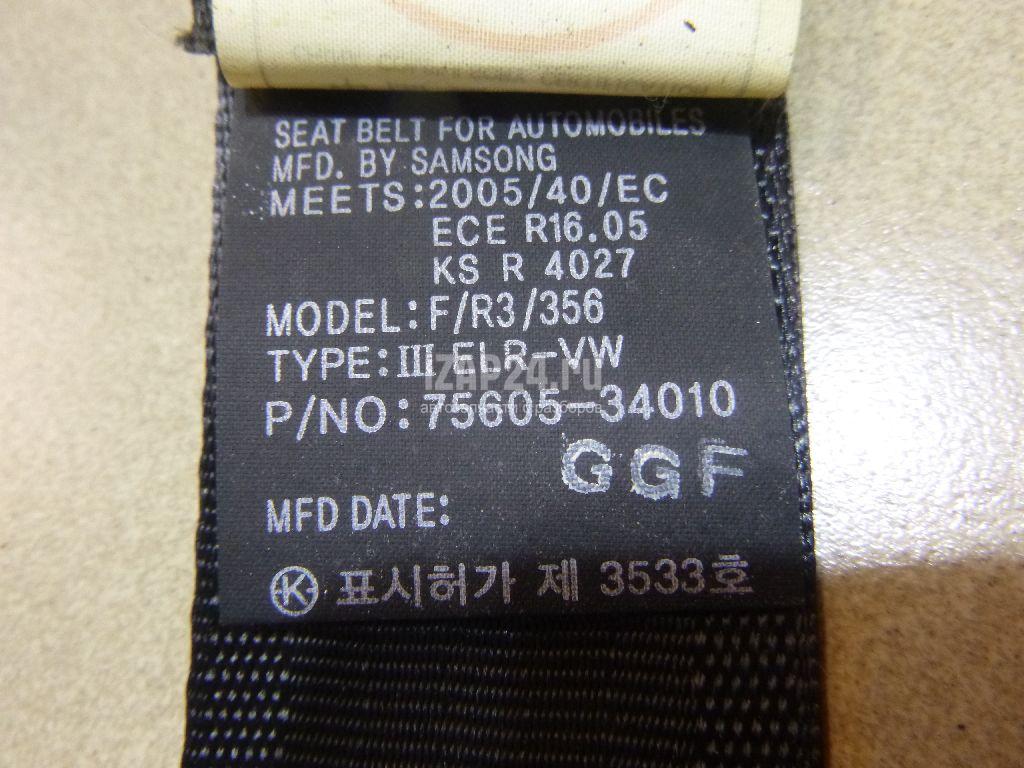 SEAT BELT FOR AUTOMOBILES
MFD. BY SAMSONG
MEETS:2005/40/EC
ECE R16.05
KS R 4027
MODEL:F/R3/356
TYPE:III ELR-VW
IZAP24.ru
P/NO:75605-34010
GGF
MFD DATE:
K 표시허가 제 3533호